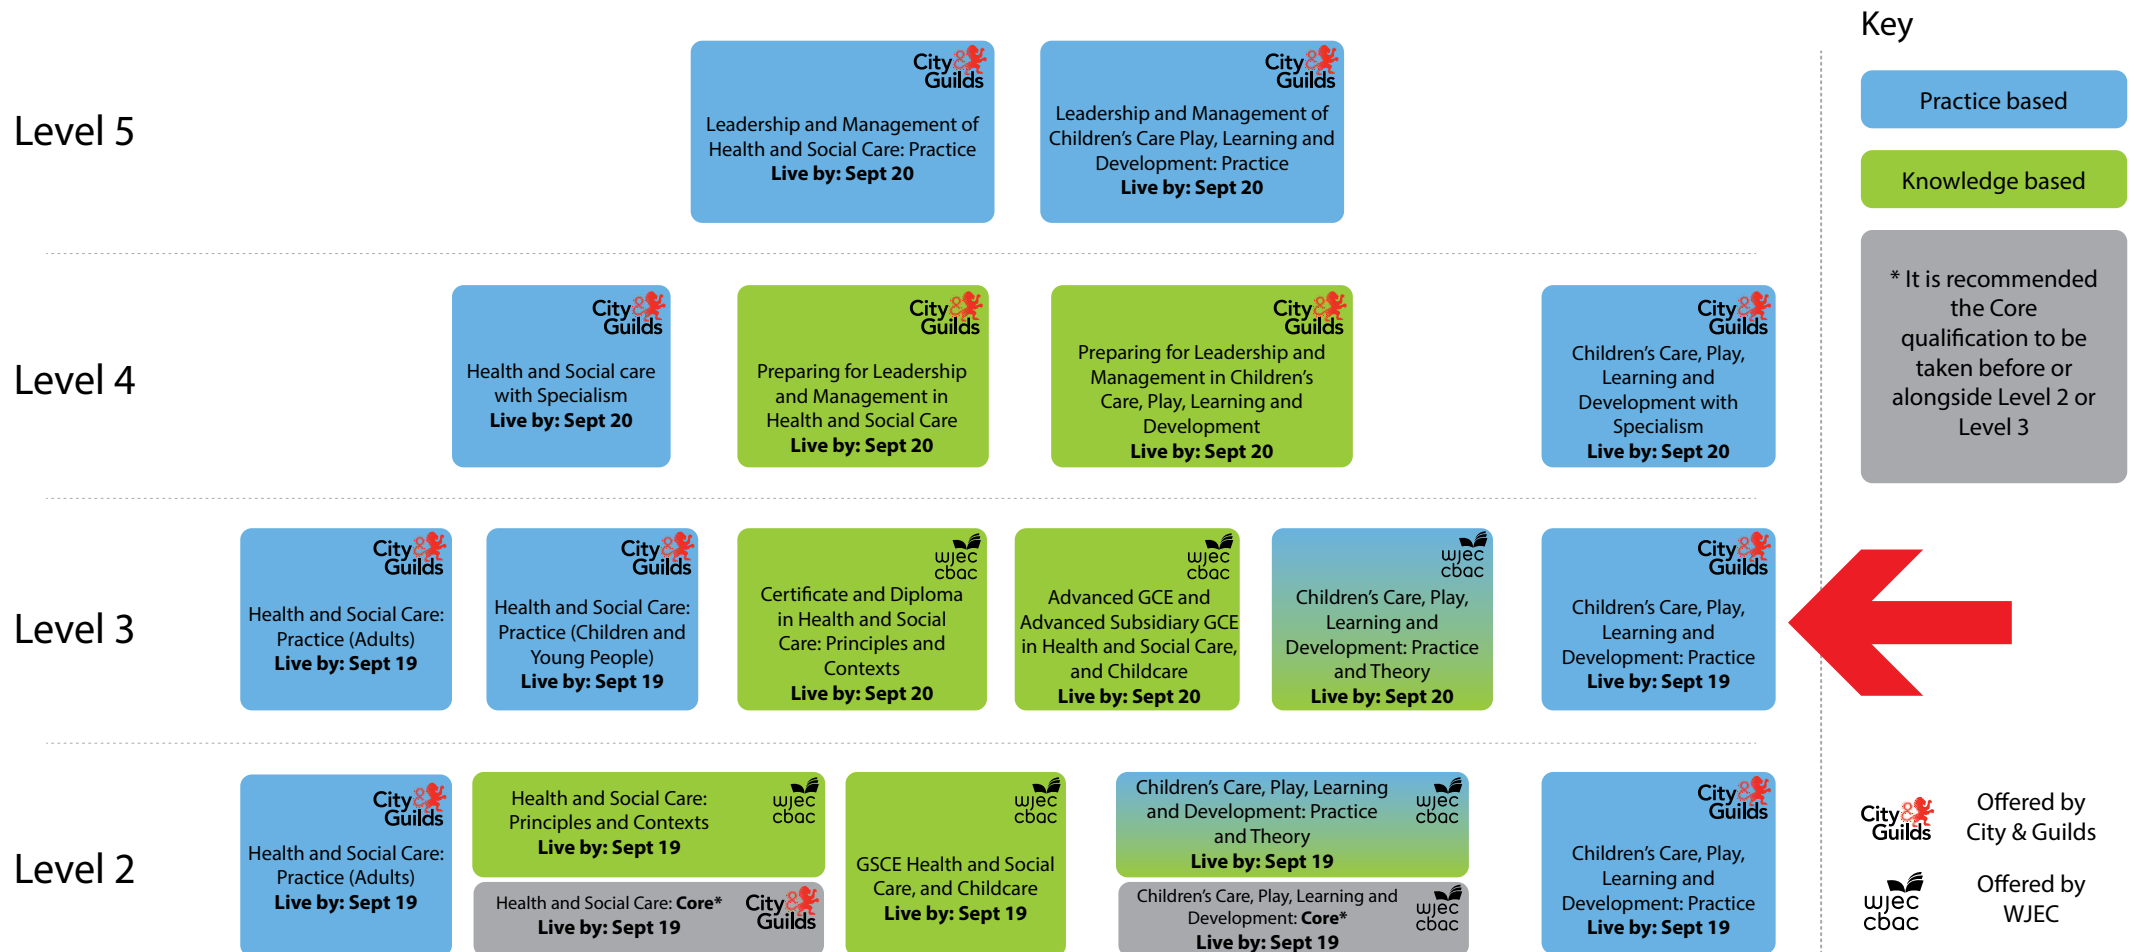 Key
Practice based
Knowledge based
* It is recommended
the Core
qualification to be
taken before or
alongside Level 2 or
Level 3
Level 5
City & Guilds
Leadership and Management of
Health and Social Care: Practice
Live by: Sept 20
City & Guilds
Leadership and Management of
Children's Care Play, Learning and
Development: Practice
Live by: Sept 20
Level 4
City & Guilds
Health and Social care
with Specialism
Live by: Sept 20
City & Guilds
Preparing for Leadership
and Management in
Health and Social Care
Live by: Sept 20
City & Guilds
Preparing for Leadership and
Management in Children's
Care, Play, Learning and
Development
Live by: Sept 20
City & Guilds
Children's Care, Play,
Learning and
Development with
Specialism
Live by: Sept 20
Level 3
City & Guilds
Health and Social Care:
Practice (Adults)
Live by: Sept 19
City & Guilds
Health and Social Care:
Practice (Children and
Young People)
Live by: Sept 19
wjec
cbac
Certificate and Diploma
in Health and Social
Care: Principles and
Contexts
Live by: Sept 20
wjec
cbac
Advanced GCE and
Advanced Subsidiary GCE
in Health and Social Care,
and Childcare
Live by: Sept 20
wjec
cbac
Children's Care, Play,
Learning and
Development: Practice
and Theory
Live by: Sept 20
City & Guilds
Children's Care, Play,
Learning and
Development: Practice
Live by: Sept 19
Level 2
City & Guilds
Health and Social Care:
Practice (Adults)
Live by: Sept 19
wjec
cbac
Health and Social Care:
Principles and Contexts
Live by: Sept 19
Health and Social Care: Core*
Live by: Sept 19
City & Guilds
wjec
cbac
GSCE Health and Social
Care, and Childcare
Live by: Sept 19
Children's Care, Play, Learning
and Development: Practice
and Theory
Live by: Sept 19
wjec
cbac
Children's Care, Play, Learning and
Development: Core*
Live by: Sept 19
wjec
cbac
City & Guilds
Children's Care, Play,
Learning and
Development: Practice
Live by: Sept 19
City & Guilds
Offered by
City & Guilds
wjec
cbac
Offered by
WJEC